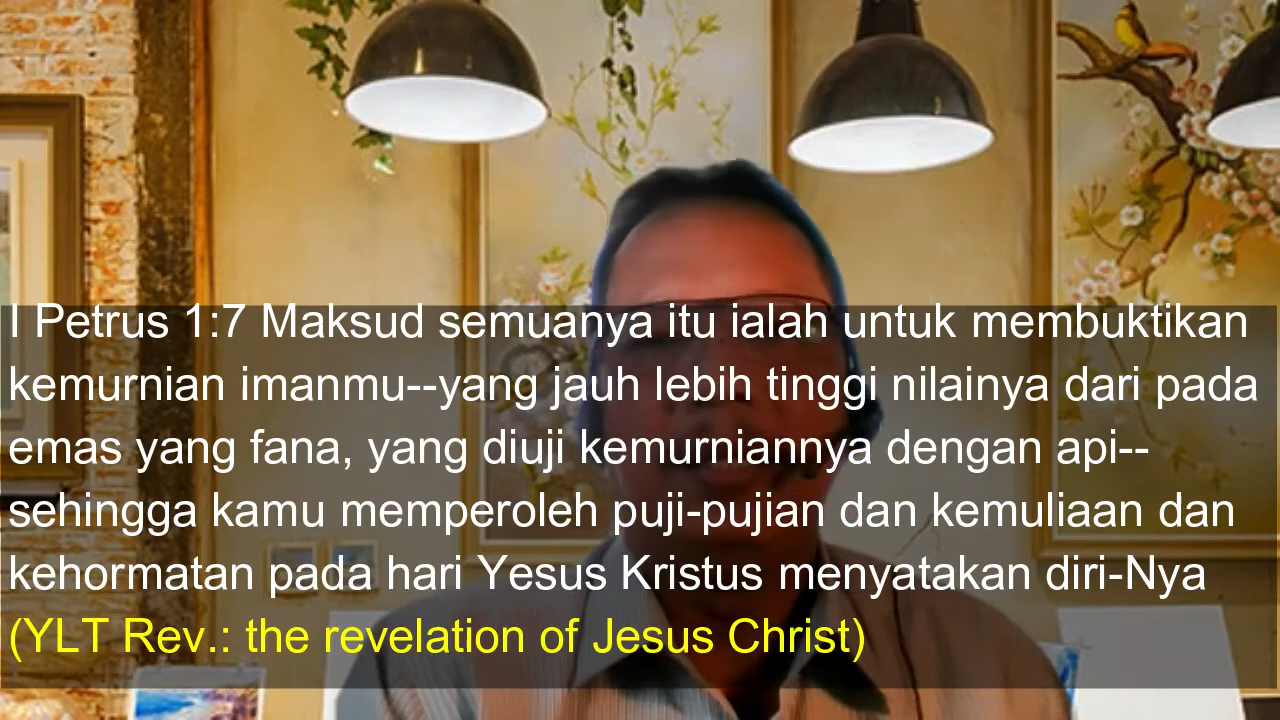 I Petrus 1:7 Maksud semuanya itu ialah untuk membuktikan
kemurnian imanmu--yang jauh lebih tinggi nilainya dari pada
emas yang fana, yang diuji kemurniannya dengan api--
sehingga kamu memperoleh puji-pujian dan kemuliaan dan
kehormatan pada hari Yesus Kristus menyatakan diri-Nya
(YLT Rev.: the revelation of Jesus Christ)